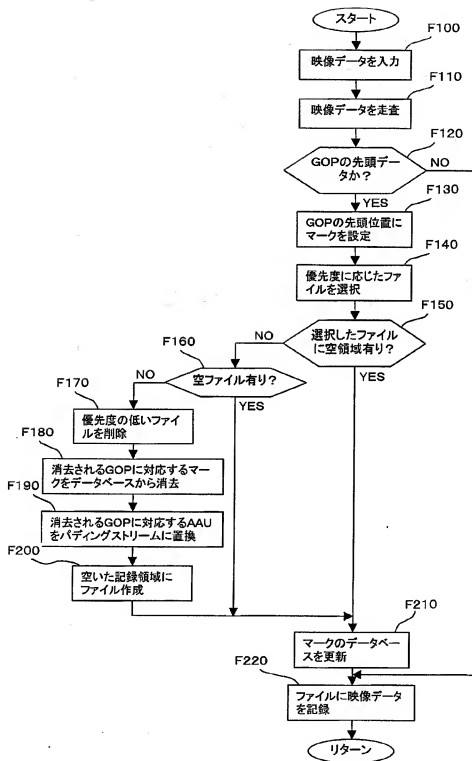 スタート
F100
映像データを入力
F110
映像データを走査
F120
GOPの先頭デー
タか？
NO
YES
F130
GOPの先頭位置に
マークを設定
F140
優先度に応じたファイル
を選択
F150
選択したファイル
に空領域有り？
NO
YES
F160
空ファイル有り？
NO
YES
F170
優先度の低いファイル
を削除
F180
消去されるGOPに対応するマー
クをデータベースから消去
F190
消去されるGOPに対応するAAU
をパディングストリームに置換
F200
空いた記録領域に
ファイル作成
F210
マークのデータベー
スを更新
F220
ファイルに映像データ
を記録
リターン